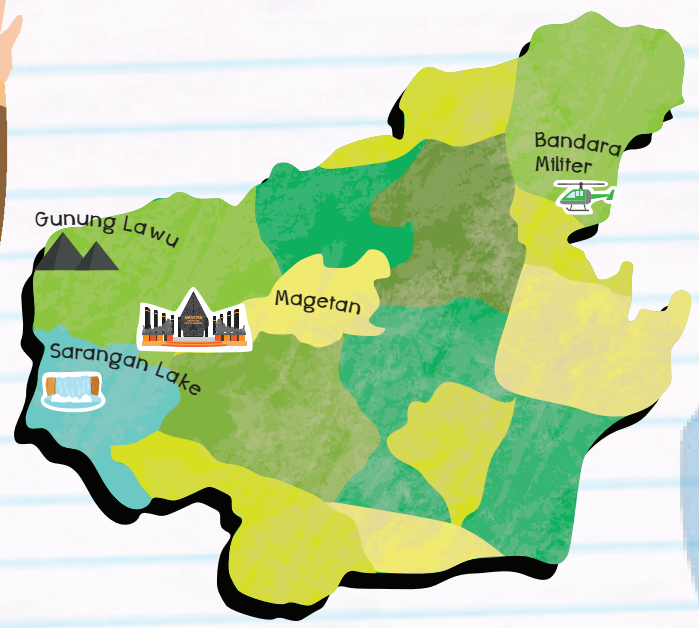 Bandara
Militer
Gunung Lawu
Magetan
Sarangan Lake